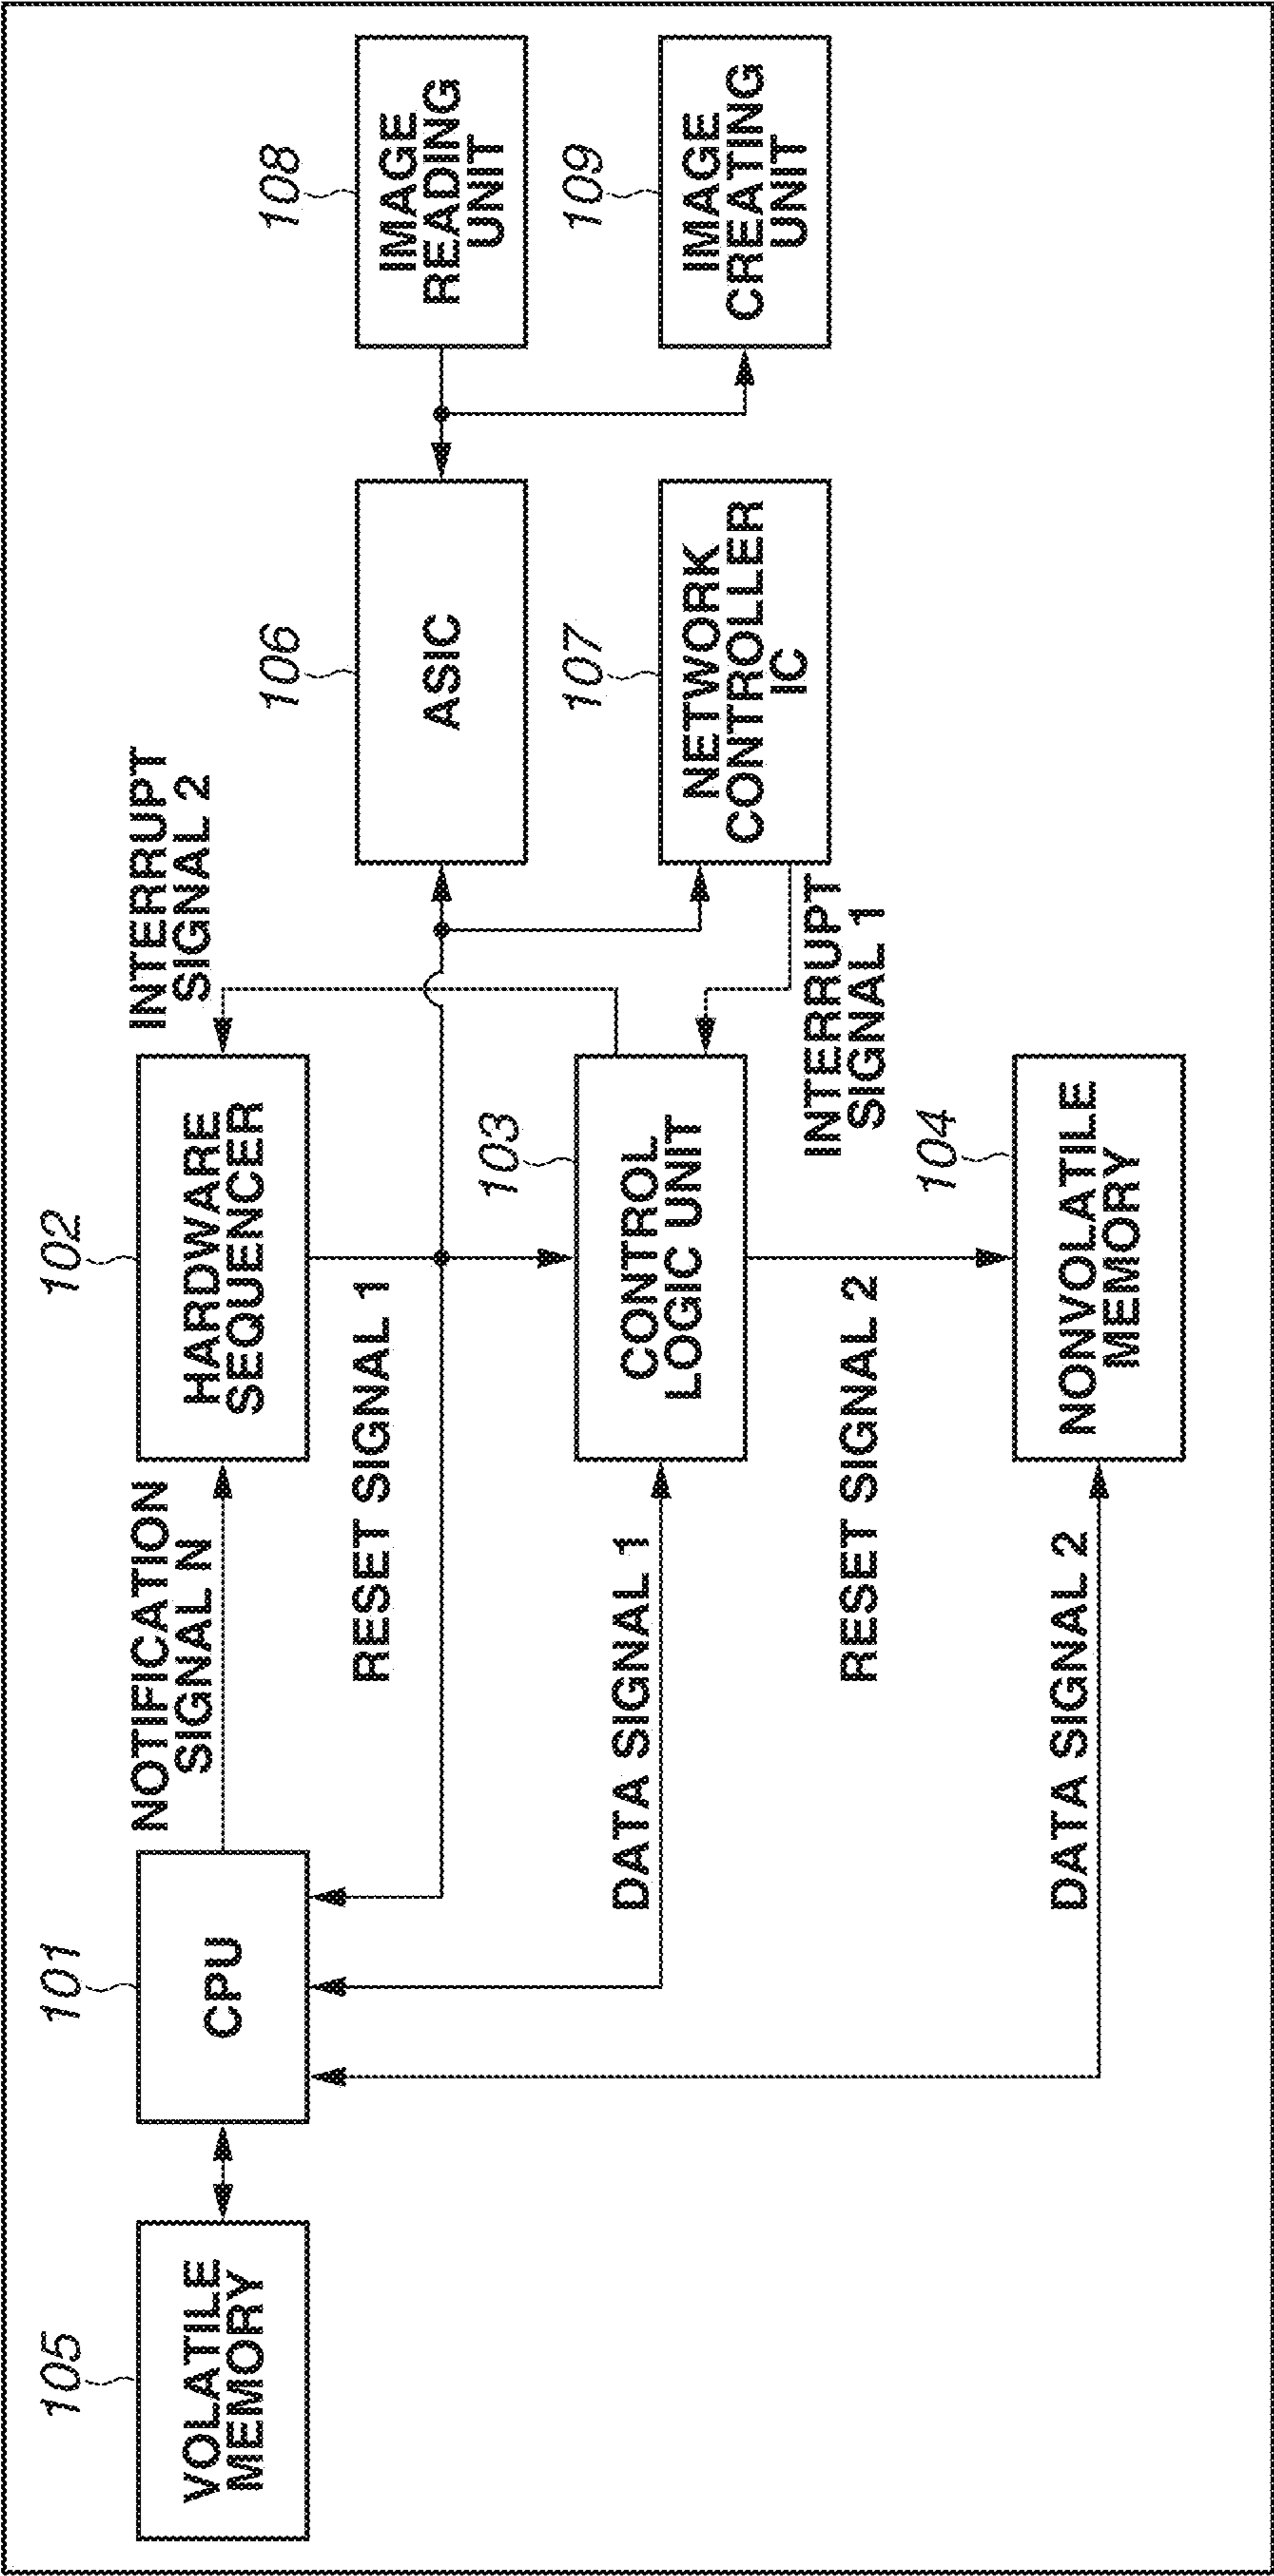 105
VOLATILE
MEMORY
101
CPU
NOTIFICATION
SIGNAL N
102
HARDWARE
SEQUENCER
INTERRUPT
SIGNAL 2
RESET SIGNAL 1
106
ASIC
108
IMAGE
READING
UNIT
DATA SIGNAL 1
103
CONTROL
LOGIC UNIT
107
NETWORK
CONTROLLER
IC
109
IMAGE
CREATING
UNIT
INTERRUPT
SIGNAL 1
RESET SIGNAL 2
DATA SIGNAL 2
104
NONVOLATILE
MEMORY